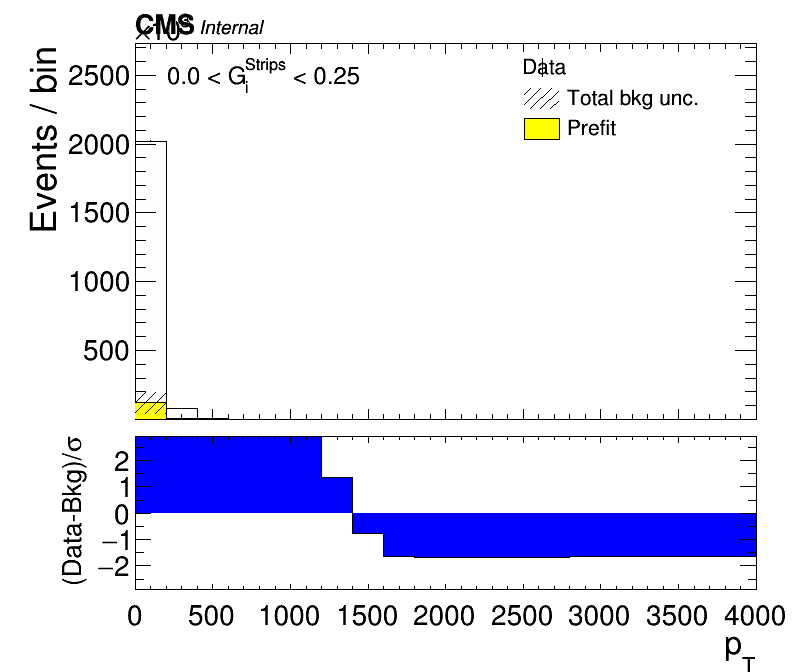 CMS Internal
×10³
0.0 < G_i^Strips < 0.25
Data
Total bkg unc.
Prefit
Events / bin
2500
2000
1500
1000
500
(Data-Bkg)/σ
2
1
0
−1
−2
0 500 1000 1500 2000 2500 3000 3500 4000
p_T